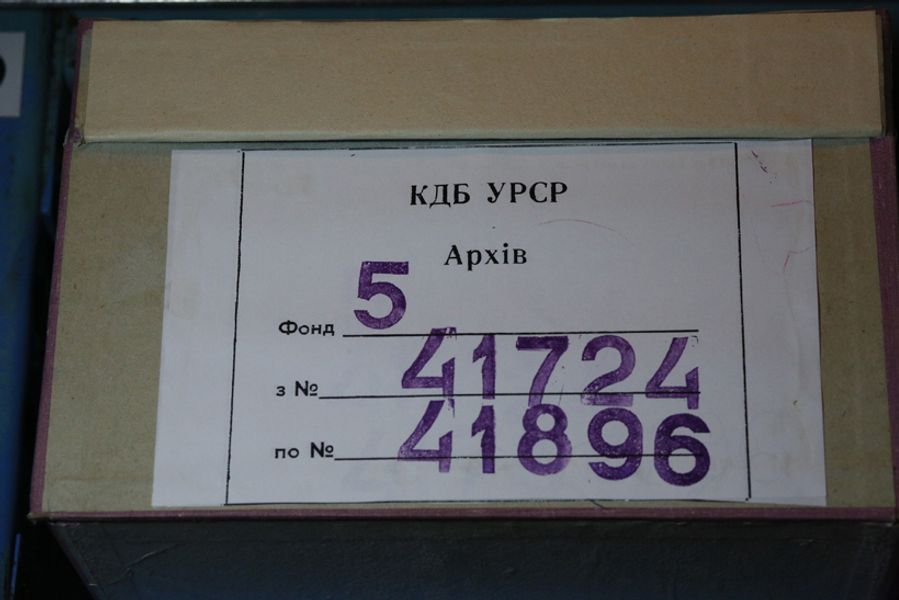 КДБ УРСР
Архів
Фонд 5
з № 41724
по № 41896